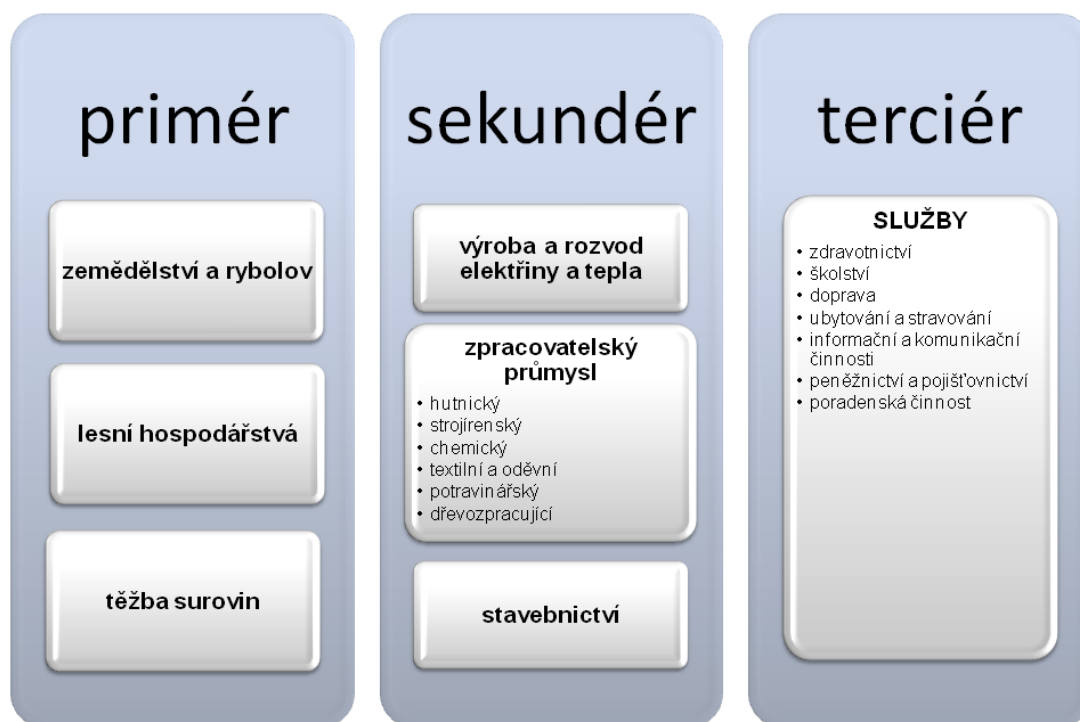 primér
zemědělství a rybolov
lesní hospodářstvá
těžba surovin
sekundér
výroba a rozvod
elektřiny a tepla
zpracovatelský
průmysl
• hutnický
• strojírenský
• chemický
• textilní a oděvní
• potravinářský
• dřevozpracující
stavebnictví
terciér
SLUŽBY
• zdravotnictví
• školství
• doprava
• ubytování a stravování
• informační a komunikační
činnosti
• peněžnictví a pojišťovnictví
• poradenská činnost